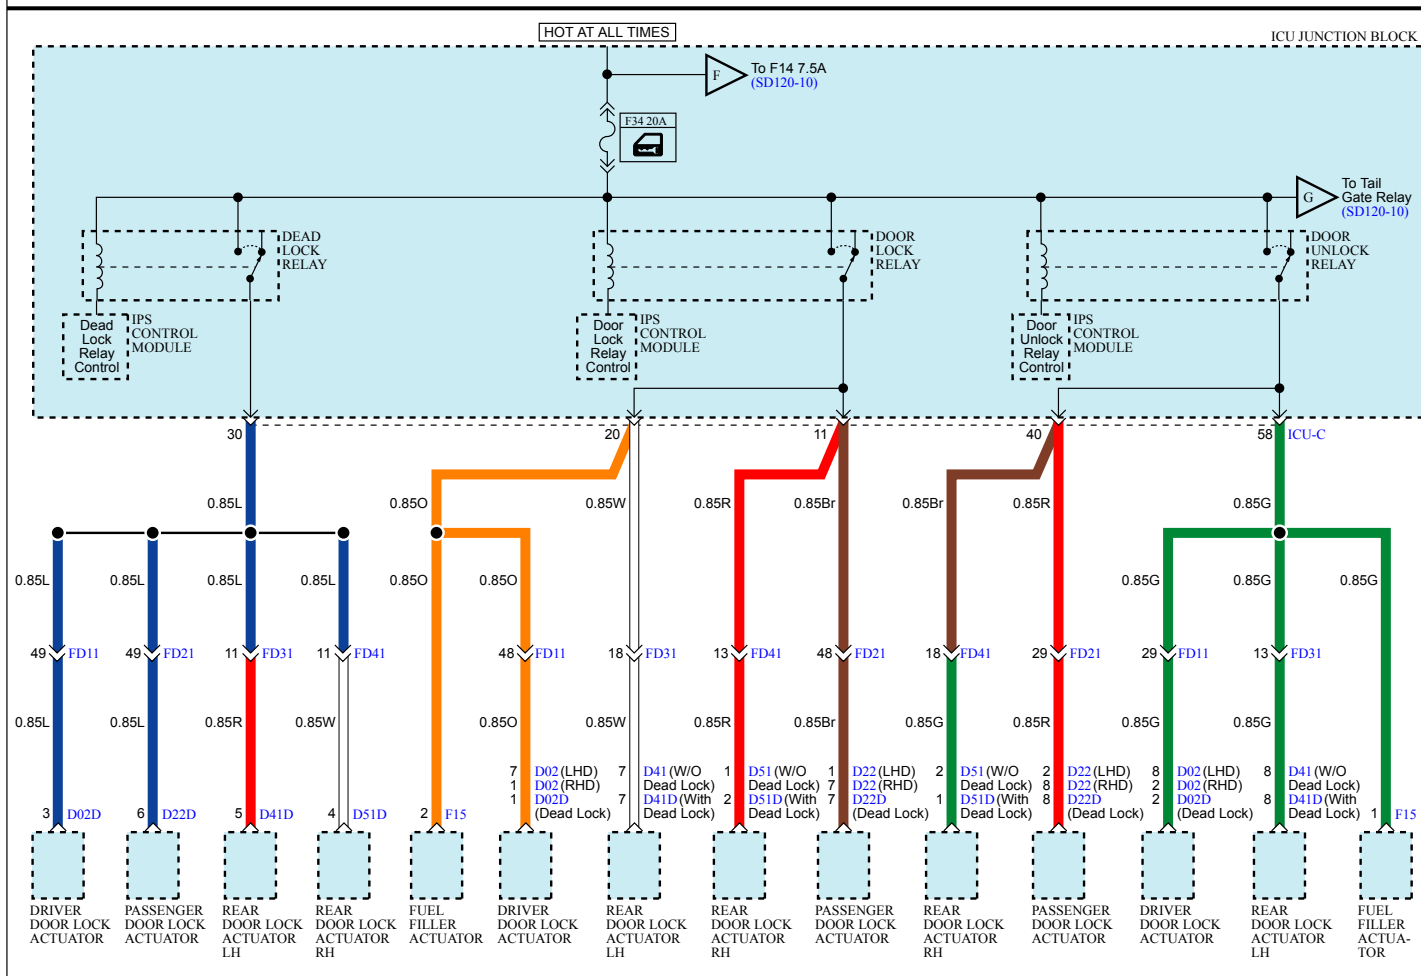 HOT AT ALL TIMES
ICU JUNCTION BLOCK
F
To F14 7.5A
(SD120-10)
F34 20A
G
To Tail
Gate Relay
(SD120-10)
DEAD
LOCK
RELAY
DOOR
LOCK
RELAY
DOOR
UNLOCK
RELAY
Dead
Lock
Relay
Control
IPS
CONTROL
MODULE
Door
Lock
Relay
Control
IPS
CONTROL
MODULE
Door
Unlock
Relay
Control
IPS
CONTROL
MODULE
30 20 11 40 58 ICU-C
0.85L 0.85O 0.85W 0.85R 0.85Br 0.85Br 0.85R 0.85G
0.85L 0.85L 0.85L 0.85L 0.85O 0.85O 0.85G 0.85G 0.85G
49 FD11 49 FD21 11 FD31 11 FD41 48 FD11 18 FD31 13 FD41 48 FD21 18 FD41 29 FD21 29 FD11 13 FD31
0.85L 0.85L 0.85R 0.85W 0.85O 0.85W 0.85R 0.85Br 0.85G 0.85R 0.85G 0.85G
3 D02D
6 D22D
5 D41D
4 D51D
2 F15
7 D02 (LHD)
1 D02 (RHD)
1 D02D
(Dead Lock)
7 D41 (W/O
Dead Lock)
7 D41D (With
Dead Lock)
1 D51 (W/O
Dead Lock)
2 D51D (With
Dead Lock)
1 D22 (LHD)
7 D22 (RHD)
7 D22D
(Dead Lock)
2 D51 (W/O
Dead Lock)
1 D51D (With
Dead Lock)
2 D22 (LHD)
8 D22 (RHD)
8 D22D
(Dead Lock)
8 D02 (LHD)
2 D02 (RHD)
2 D02D
(Dead Lock)
8 D41 (W/O
Dead Lock)
8 D41D (With
Dead Lock)
1 F15
DRIVER
DOOR LOCK
ACTUATOR
PASSENGER
DOOR LOCK
ACTUATOR
REAR
DOOR LOCK
ACTUATOR
LH
REAR
DOOR LOCK
ACTUATOR
RH
FUEL
FILLER
ACTUATOR
DRIVER
DOOR LOCK
ACTUATOR
REAR
DOOR LOCK
ACTUATOR
LH
REAR
DOOR LOCK
ACTUATOR
RH
PASSENGER
DOOR LOCK
ACTUATOR
REAR
DOOR LOCK
ACTUATOR
RH
PASSENGER
DOOR LOCK
ACTUATOR
DRIVER
DOOR LOCK
ACTUATOR
REAR
DOOR LOCK
ACTUATOR
LH
FUEL
FILLER
ACTUA-
TOR